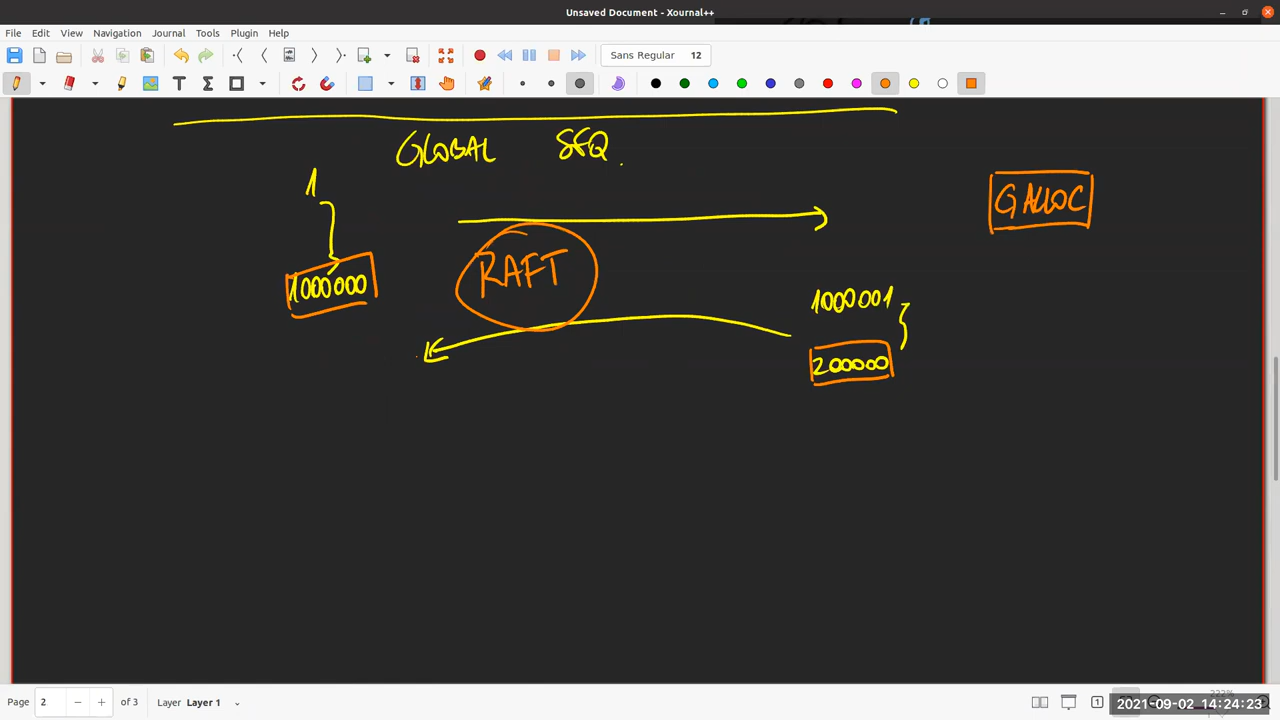 Unsaved Document - Xournal++
File Edit View Navigation Journal Tools Plugin Help
Sans Regular 12
GLOBAL SEQ.
1
GALLOC
RAFT
1000000
1000001
200000
Page 2 of 3 Layer Layer 1
2021-09-02 14:24:23